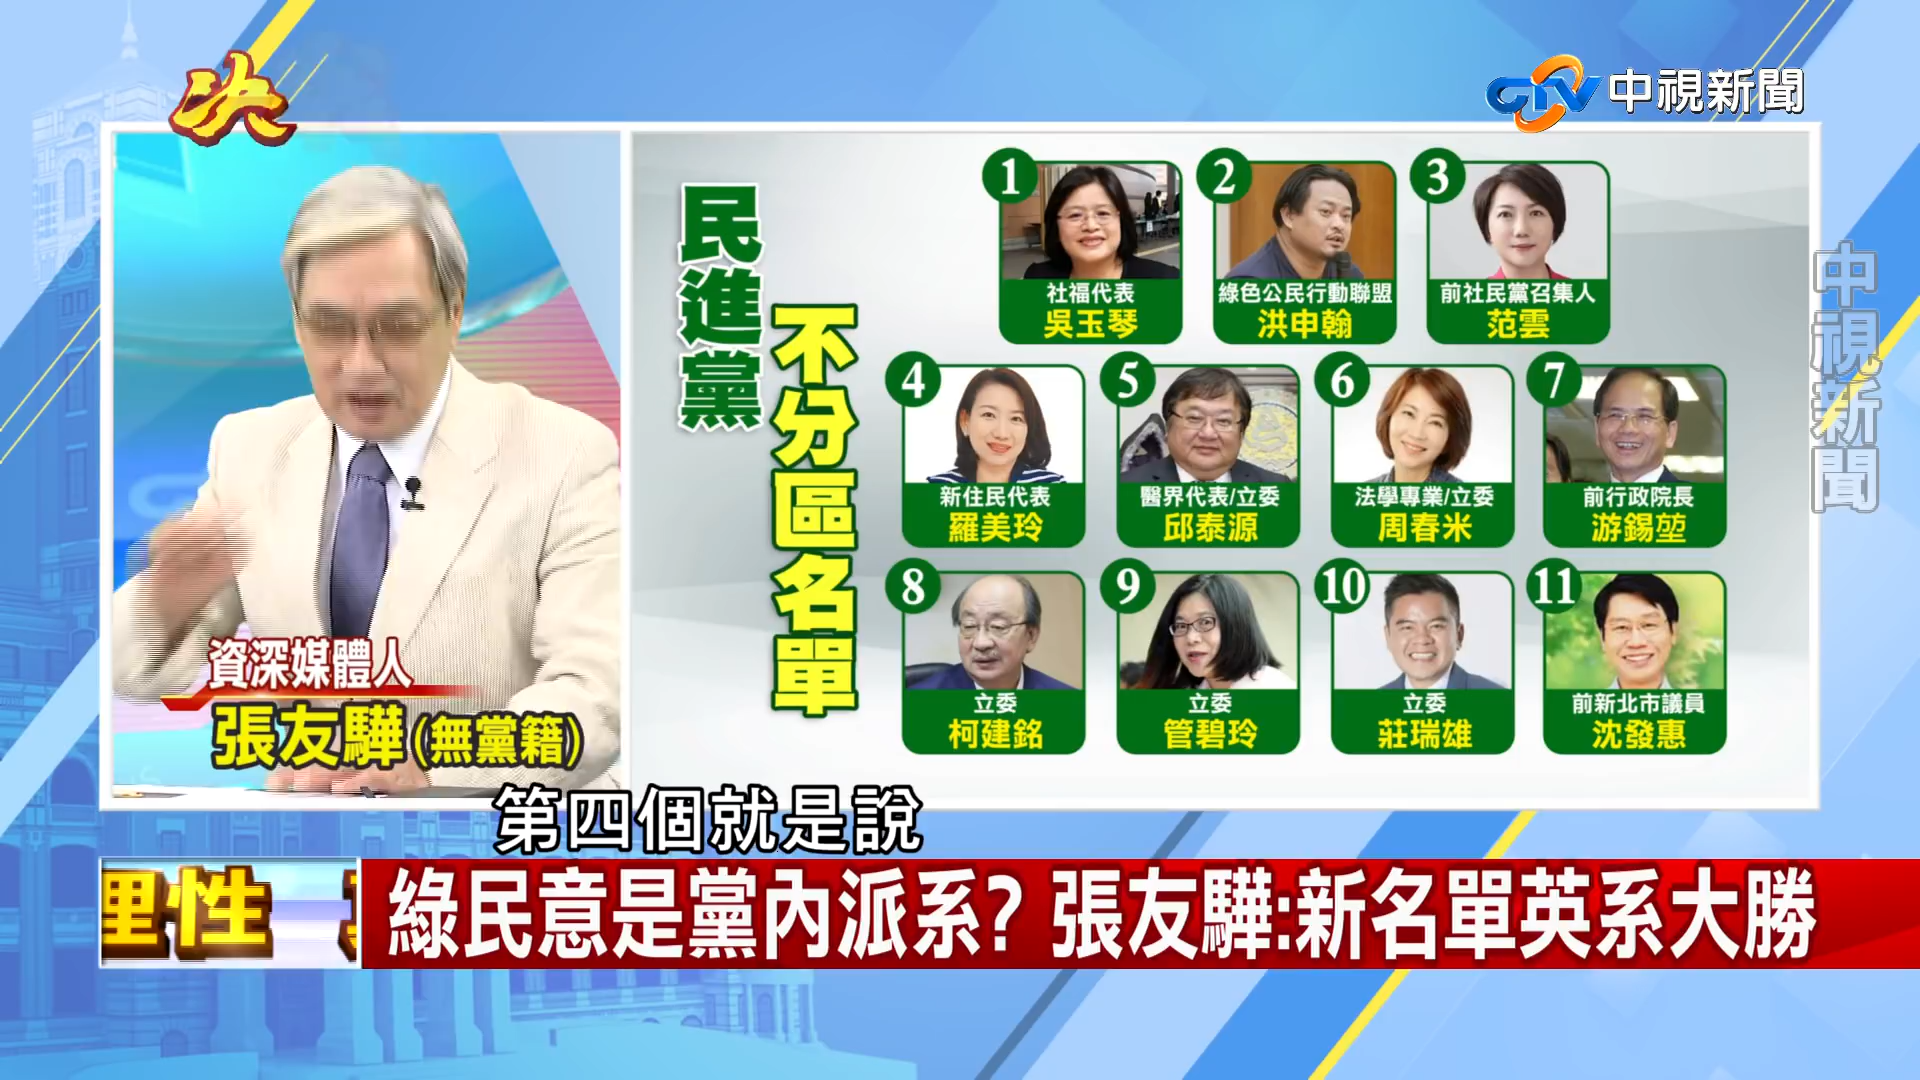 決
CTV中視新聞
中視新聞
民進黨
不分區名單
1
社福代表
吳玉琴
2
綠色公民行動聯盟
洪申翰
3
前社民黨召集人
范雲
4
新住民代表
羅美玲
5
醫界代表/立委
邱泰源
6
法學專業/立委
周春米
7
前行政院長
游錫堃
8
立委
柯建銘
9
立委
管碧玲
10
立委
莊瑞雄
11
前新北市議員
沈發惠
資深媒體人
張友驊(無黨籍)
第四個就是說
理性一
綠民意是黨內派系? 張友驊:新名單英系大勝